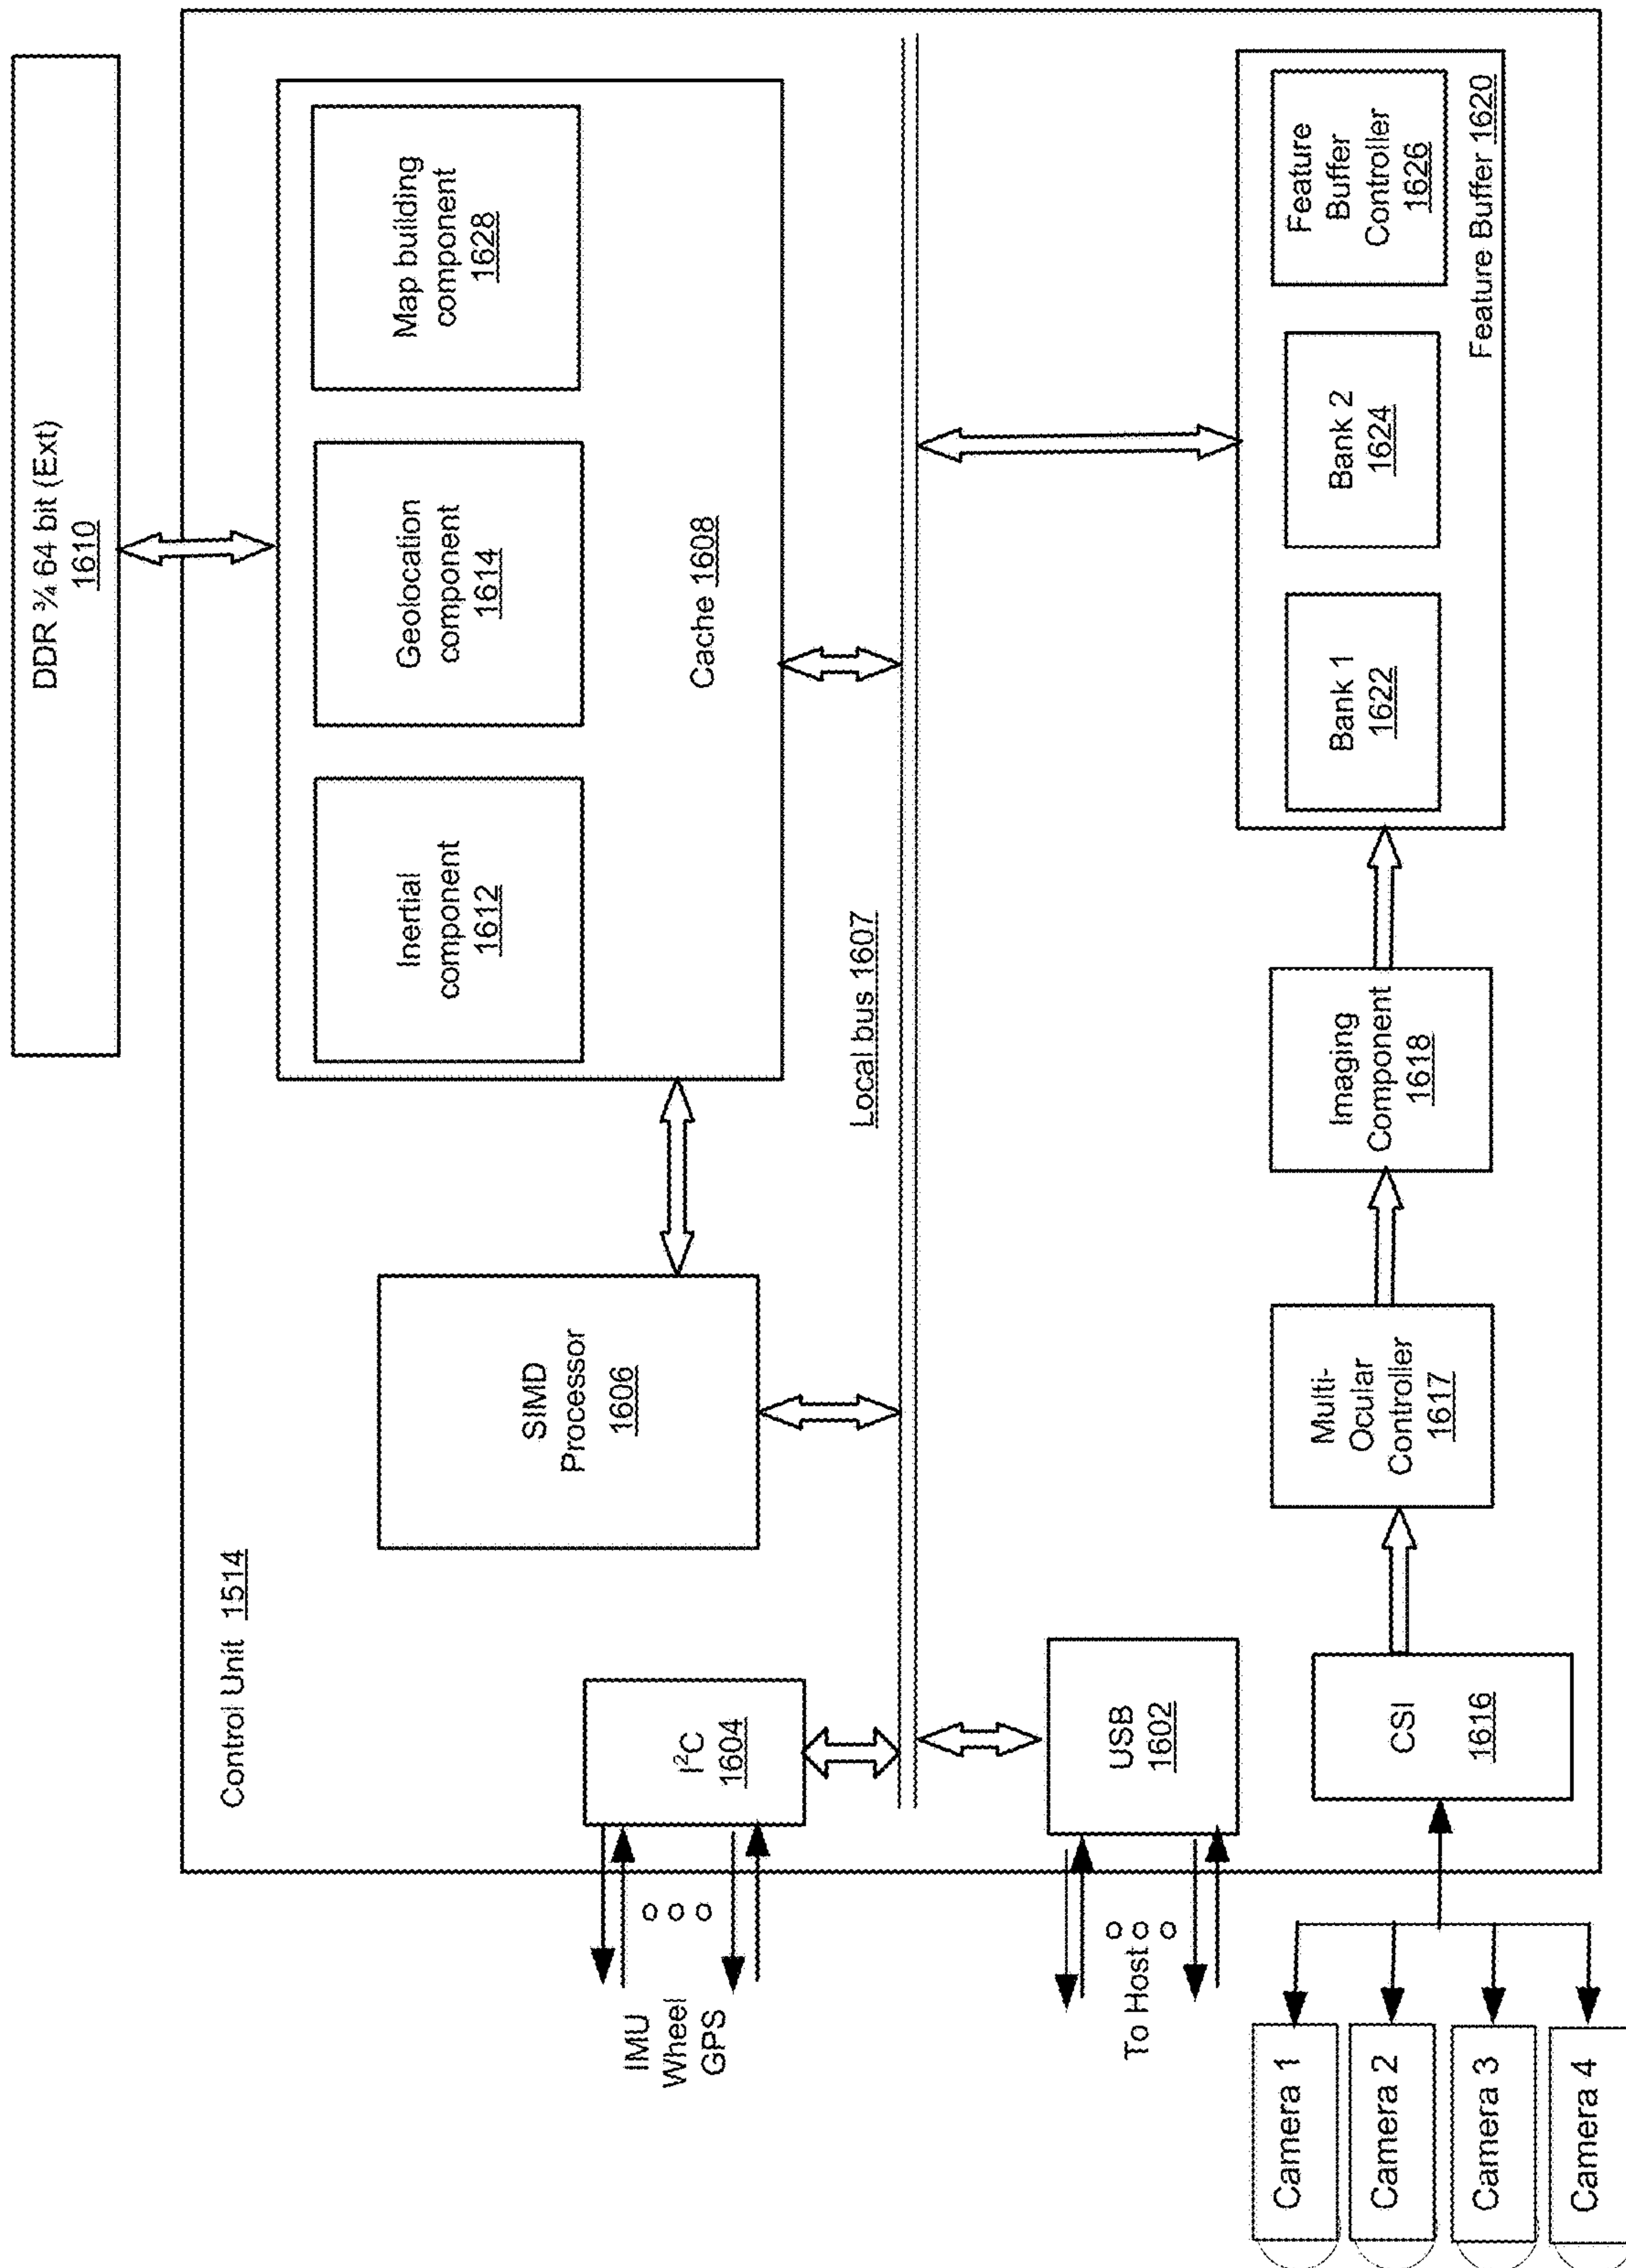 DDR ¾ 64 bit (Ext)
1610
Control Unit 1514
Inertial
component
1612
Geolocation
component
1614
Map building
component
1628
Cache 1608
SIMD
Processor
1606
I²C
1604
IMU
Wheel
GPS
Local bus 1607
USB
1602
To Host
CSI
1616
Multi-
Ocular
Controller
1617
Imaging
Component
1618
Bank 1
1622
Bank 2
1624
Feature
Buffer
Controller
1626
Feature Buffer 1620
Camera 1
Camera 2
Camera 3
Camera 4